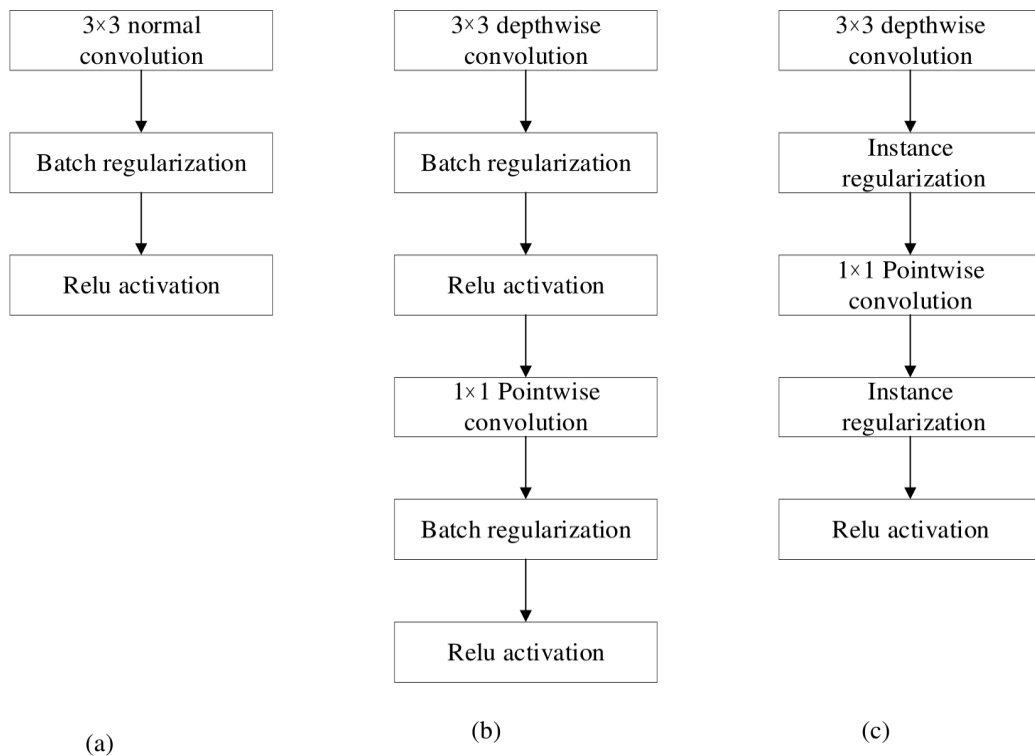 3×3 normal
convolution
Batch regularization
Relu activation
(a)
3×3 depthwise
convolution
Batch regularization
Relu activation
1×1 Pointwise
convolution
Batch regularization
Relu activation
(b)
3×3 depthwise
convolution
Instance
regularization
1×1 Pointwise
convolution
Instance
regularization
Relu activation
(c)